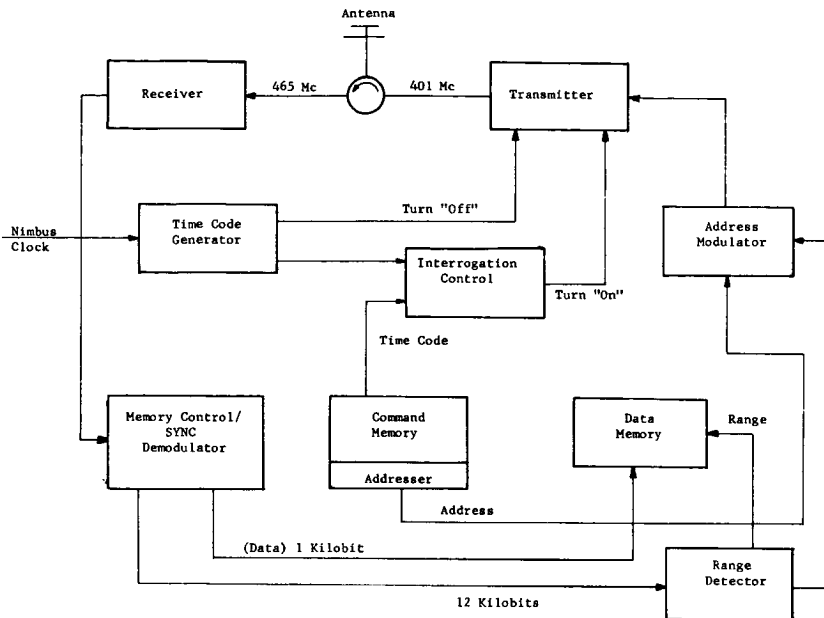 Antenna
465 Mc
401 Mc
Receiver
Transmitter
Nimbus
Clock
Time Code
Generator
Turn "Off"
Interrogation
Control
Turn "On"
Address
Modulator
Time Code
Memory Control/
SYNC
Demodulator
Command
Memory
Addresser
Data
Memory
Range
Address
(Data) 1 Kilobit
12 Kilobits
Range
Detector